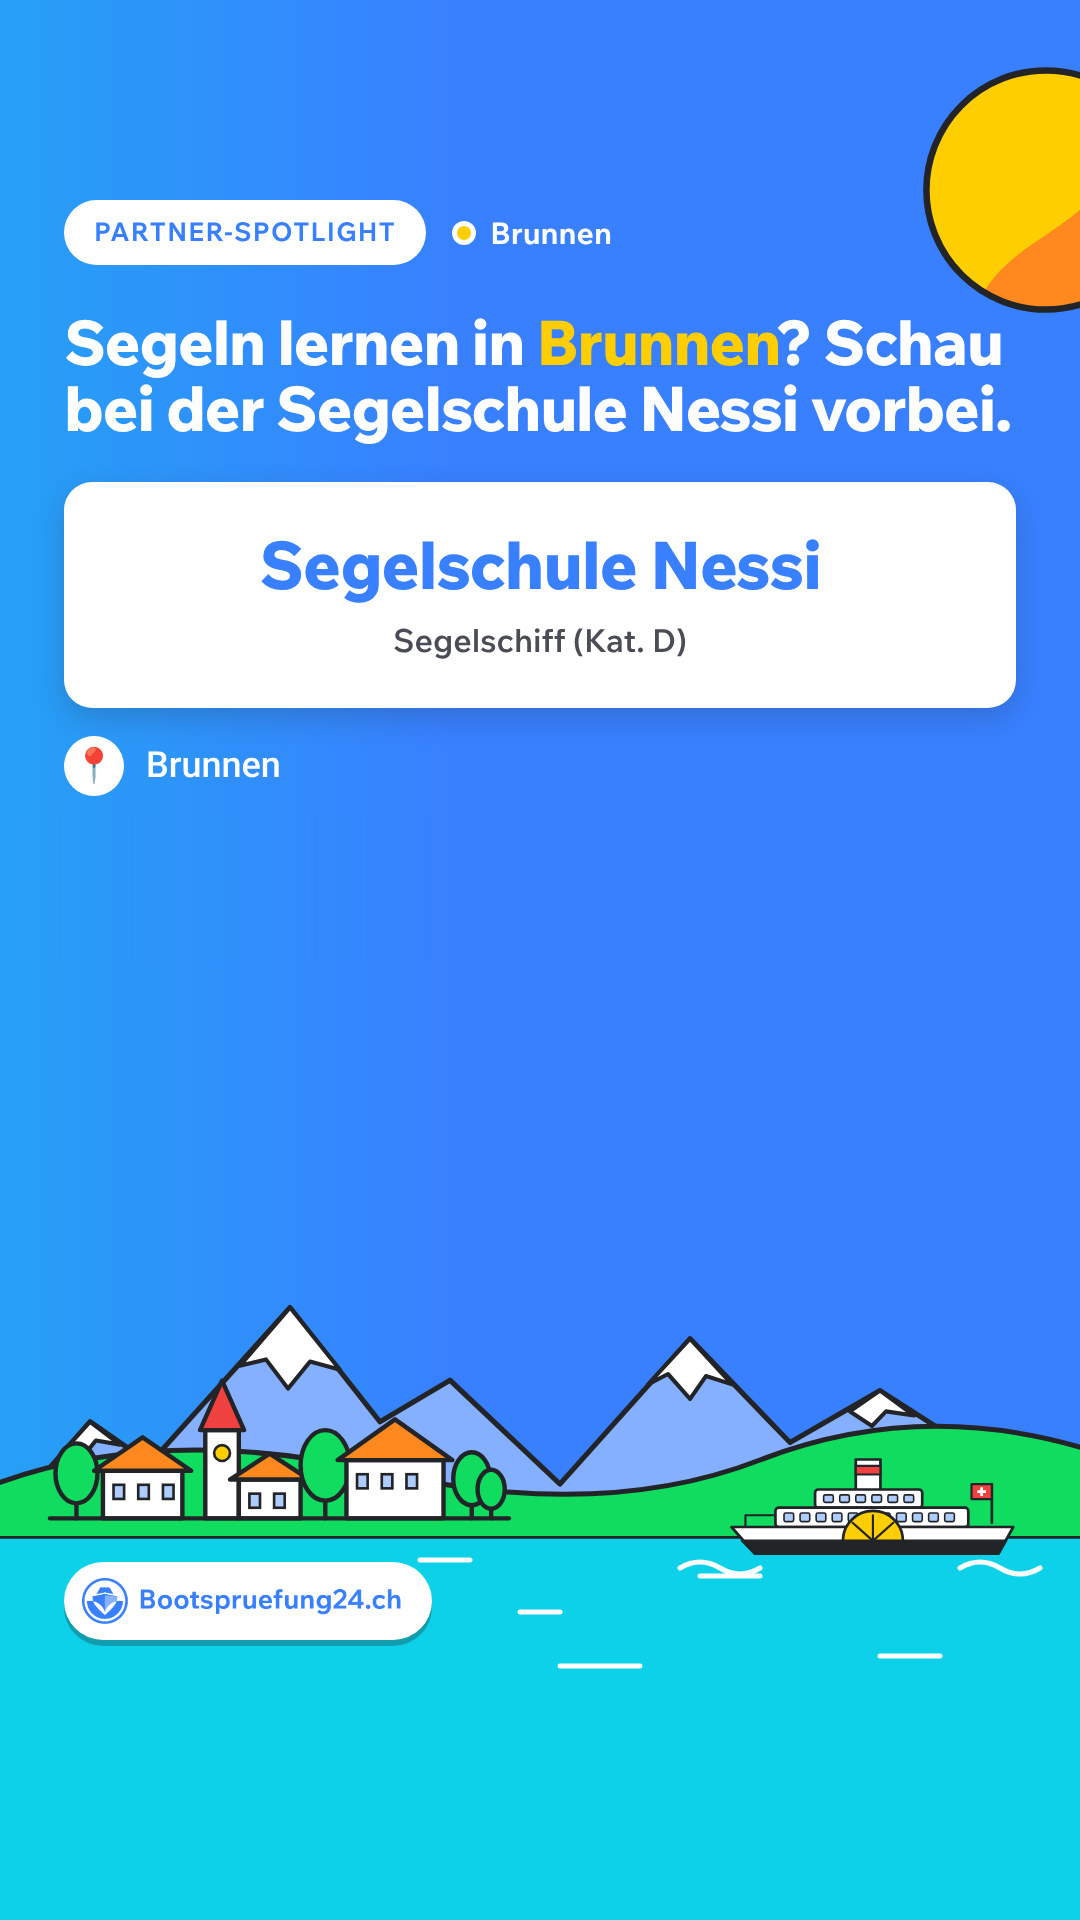 PARTNER-SPOTLIGHT
Brunnen
Segeln lernen in Brunnen? Schau
bei der Segelschule Nessi vorbei.
Segelschule Nessi
Segelschiff (Kat. D)
Brunnen
Bootspruefung24.ch